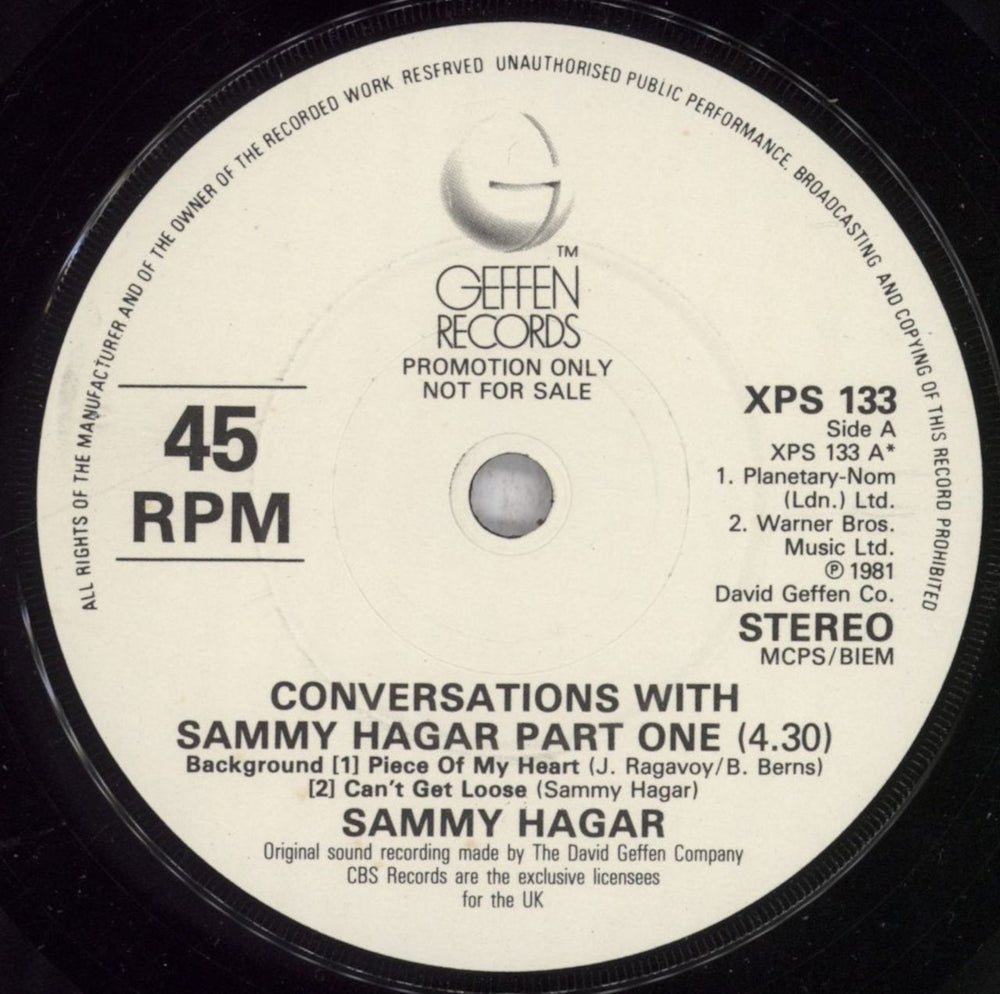 ALL RIGHTS OF THE MANUFACTURER AND OF THE OWNER OF THE RECORDED WORK RESFRVED UNAUTHORISED PUBLIC PERFORMANCE. BROADCASTING AND COPYING OF THIS RECORD PROHIBITED
G
TM
GEFFEN
RECORDS
PROMOTION ONLY
NOT FOR SALE
45
RPM
XPS 133
Side A
XPS 133 A*
1. Planetary-Nom
(Ldn.) Ltd.
2. Warner Bros.
Music Ltd.
Ⓟ 1981
David Geffen Co.
STEREO
MCPS/BIEM
CONVERSATIONS WITH
SAMMY HAGAR PART ONE (4.30)
Background [1] Piece Of My Heart (J. Ragavoy/B. Berns)
[2] Can't Get Loose (Sammy Hagar)
SAMMY HAGAR
Original sound recording made by The David Geffen Company
CBS Records are the exclusive licensees
for the UK